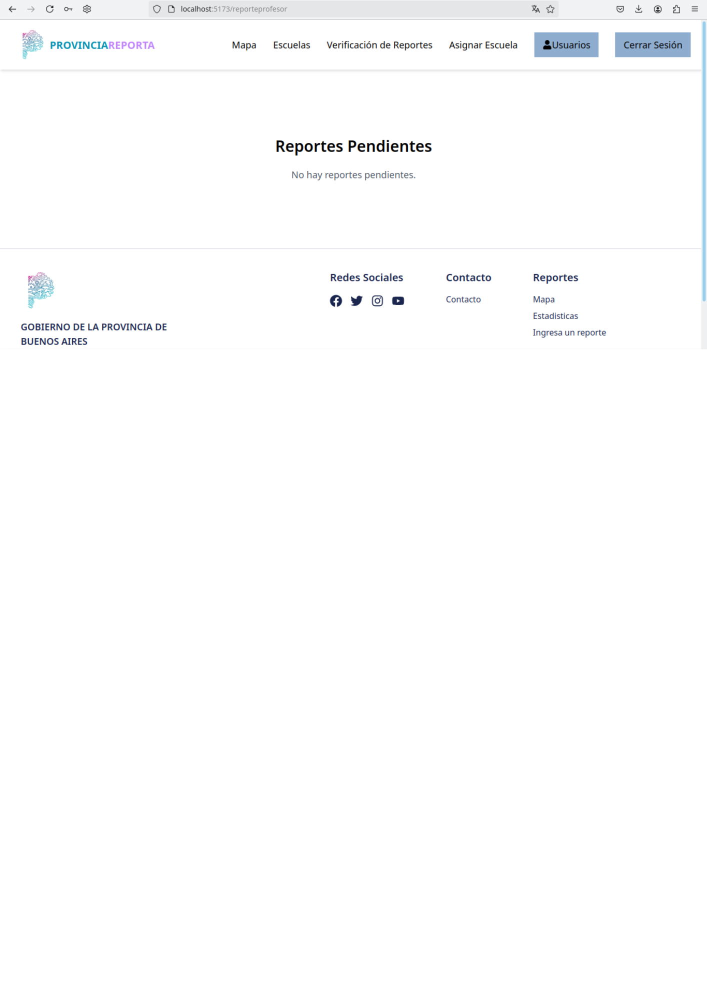 localhost:5173/reporteprofesor
PROVINCIAREPORTA
Mapa
Escuelas
Verificación de Reportes
Asignar Escuela
Usuarios
Cerrar Sesión
Reportes Pendientes
No hay reportes pendientes.
GOBIERNO DE LA PROVINCIA DE
BUENOS AIRES
Redes Sociales
Contacto
Contacto
Reportes
Mapa
Estadisticas
Ingresa un reporte